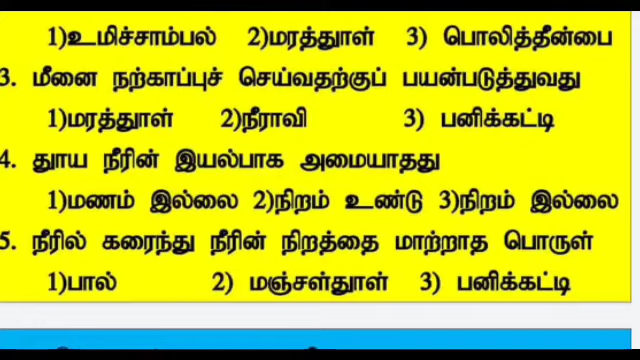 1)உமிச்சாம்பல் 2)மரத்தூள் 3) பொலித்தீன்பை
3. மீனை நற்காப்புச் செய்வதற்குப் பயன்படுத்துவது
1)மரத்தூள் 2)நீராவி 3) பனிக்கட்டி
4. தூய நீரின் இயல்பாக அமையாதது
1)மணம் இல்லை 2)நிறம் உண்டு 3)நிறம் இல்லை
5. நீரில் கரைந்து நீரின் நிறத்தை மாற்றாத பொருள்
1)பால் 2) மஞ்சள்தூள் 3) பனிக்கட்டி